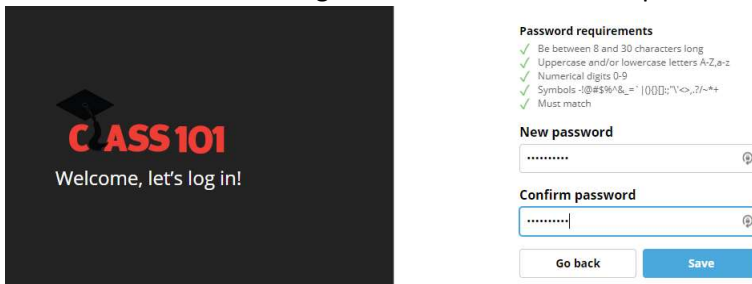 CLASS 101
Welcome, let's log in!
Password requirements
Be between 8 and 30 characters long
Uppercase and/or lowercase letters A-Z,a-z
Numerical digits 0-9
Must match
New password
Confirm password
Go back
Save